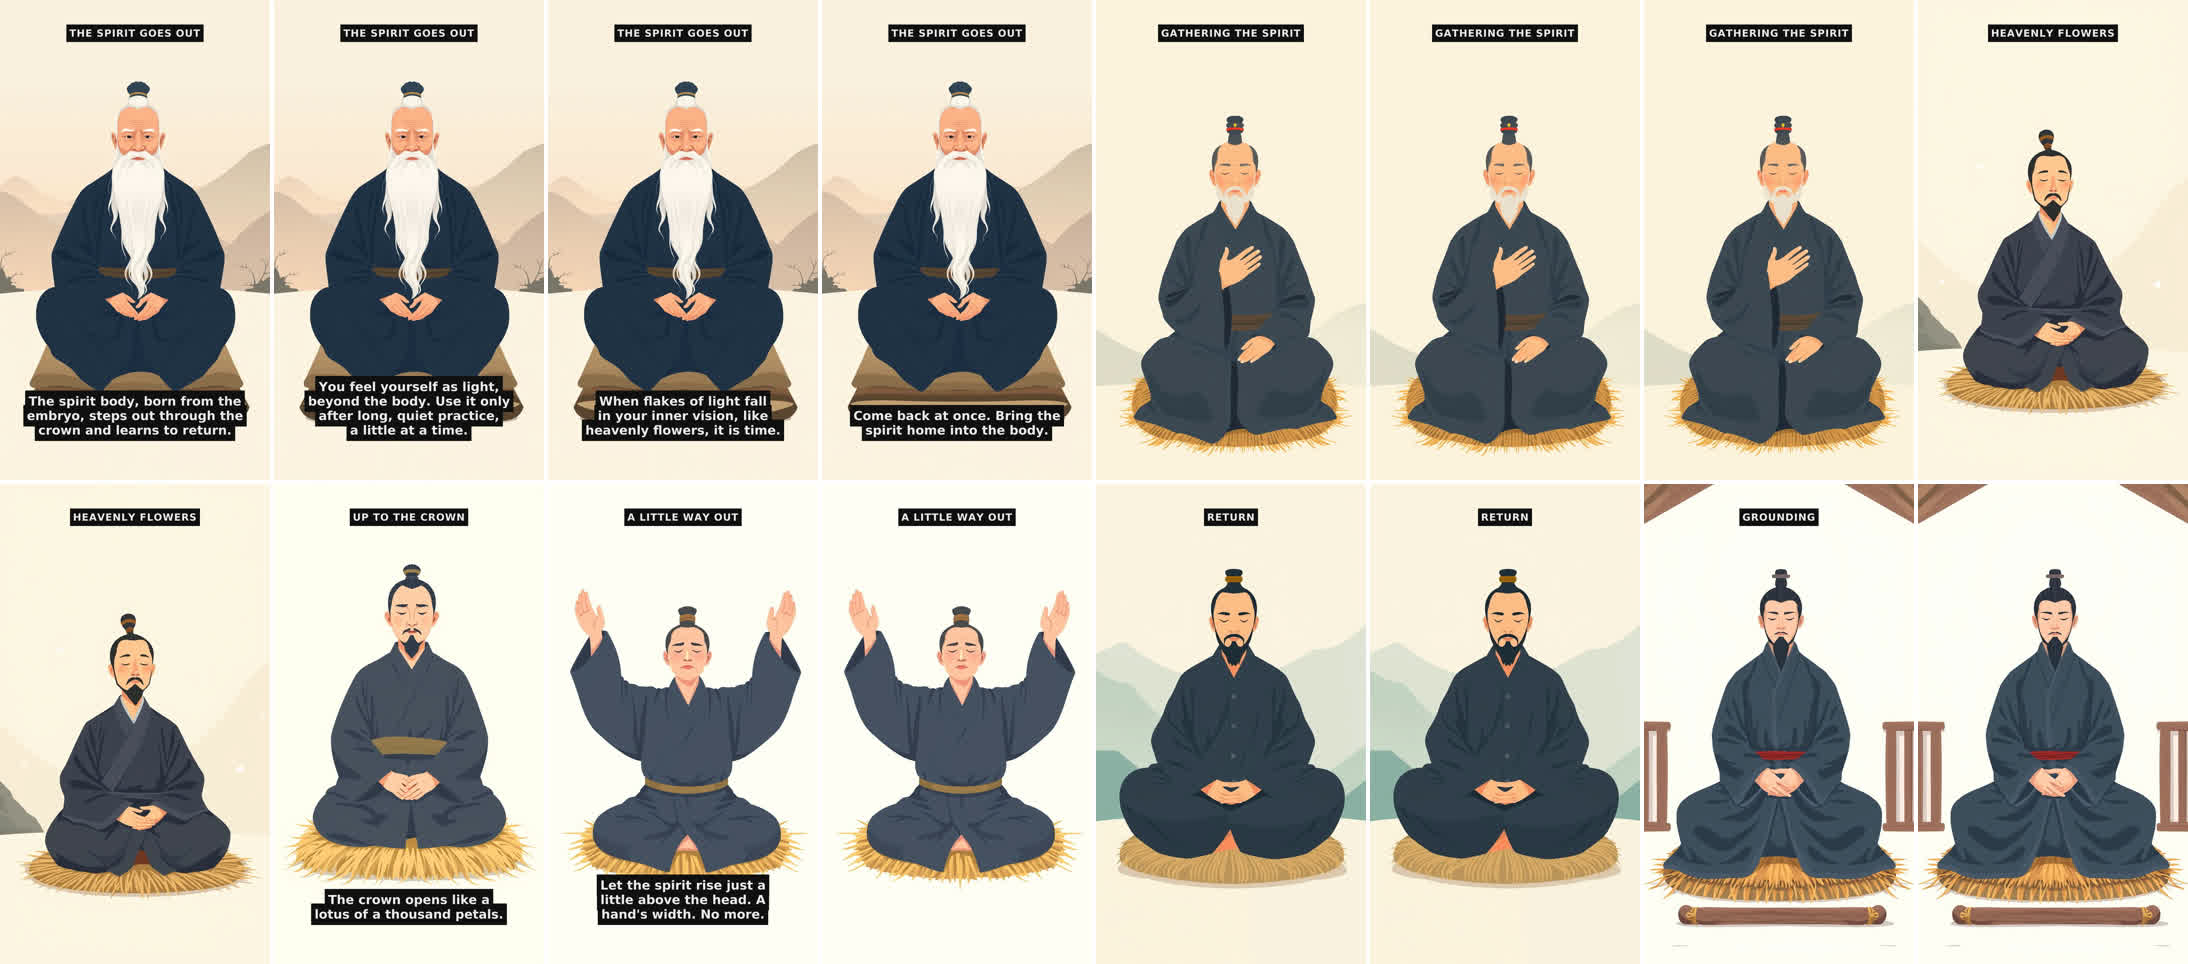 THE SPIRIT GOES OUT
The spirit body, born from the
embryo, steps out through the
crown and learns to return.
THE SPIRIT GOES OUT
You feel yourself as light,
beyond the body. Use it only
after long, quiet practice,
a little at a time.
THE SPIRIT GOES OUT
When flakes of light fall
in your inner vision, like
heavenly flowers, it is time.
THE SPIRIT GOES OUT
Come back at once. Bring the
spirit home into the body.
GATHERING THE SPIRIT
GATHERING THE SPIRIT
GATHERING THE SPIRIT
HEAVENLY FLOWERS
HEAVENLY FLOWERS
UP TO THE CROWN
The crown opens like a
lotus of a thousand petals.
A LITTLE WAY OUT
Let the spirit rise just a
little above the head. A
hand's width. No more.
A LITTLE WAY OUT
RETURN
RETURN
GROUNDING